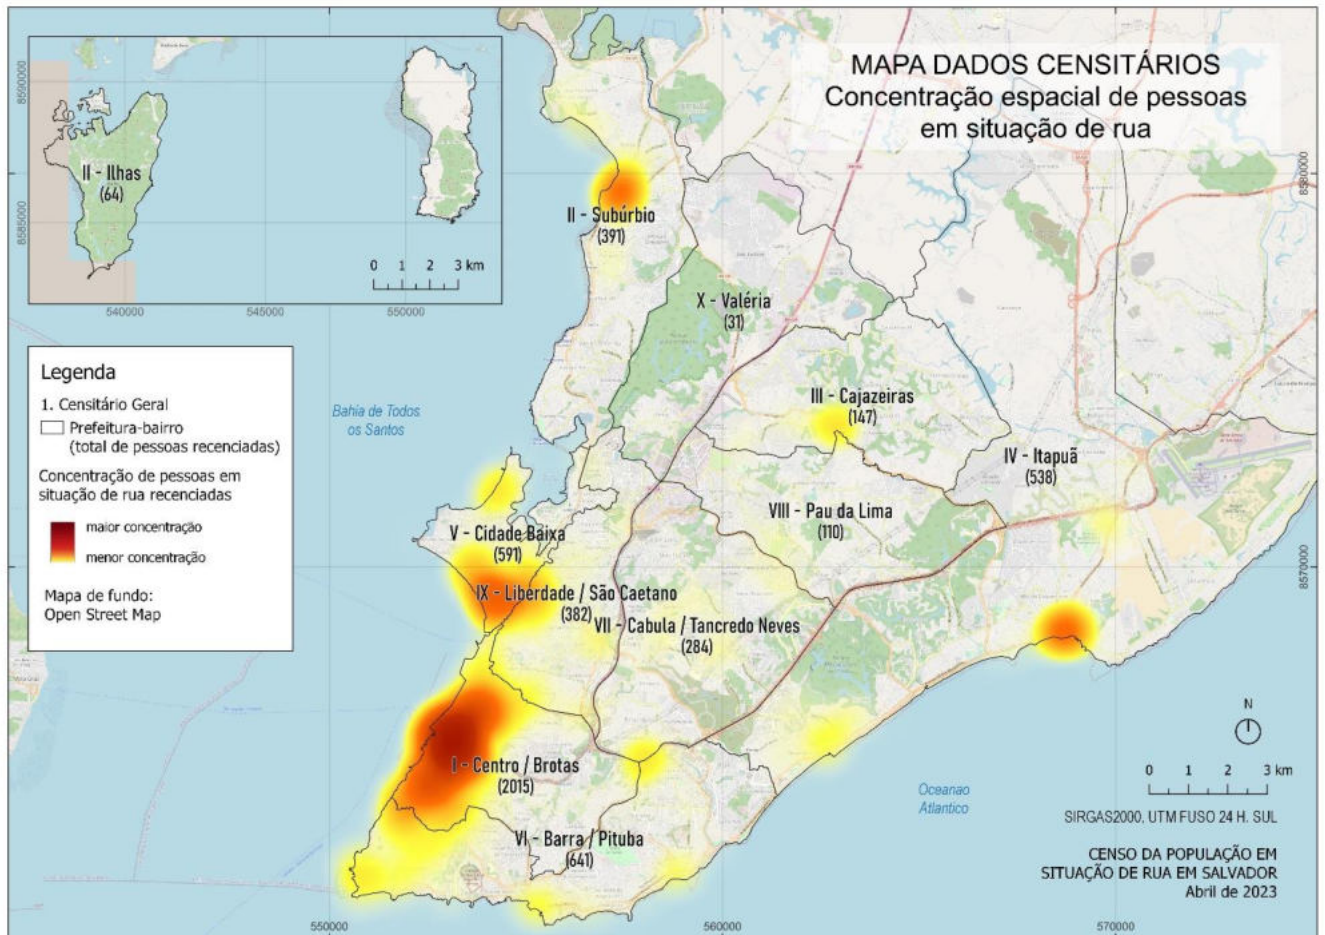 MAPA DADOS CENSITÁRIOS
Concentração espacial de pessoas
em situação de rua
8590000
8585000
II - Ilhas
(64)
0 1 2 3 km
540000 545000 550000
8580000
II - Subúrbio
(391)
X - Valéria
(31)
Legenda
1. Censitário Geral
Prefeitura-bairro
(total de pessoas recenciadas)
Concentração de pessoas em
situação de rua recenciadas
maior concentração
menor concentração
Mapa de fundo:
Open Street Map
Bahia de Todos
os Santos
III - Cajazeiras
(147)
IV - Itapuã
(538)
VIII - Pau da Lima
(110)
V - Cidade Baixa
(591)
8570000
IX - Liberdade / São Caetano
(382)
VII - Cabula / Tancredo Neves
(284)
I - Centro / Brotas
(2015)
VI - Barra / Pituba
(641)
Oceanao
Atlantico
N
0 1 2 3 km
SIRGAS2000, UTM FUSO 24 H. SUL
CENSO DA POPULAÇÃO EM
SITUAÇÃO DE RUA EM SALVADOR
Abril de 2023
550000 560000 570000